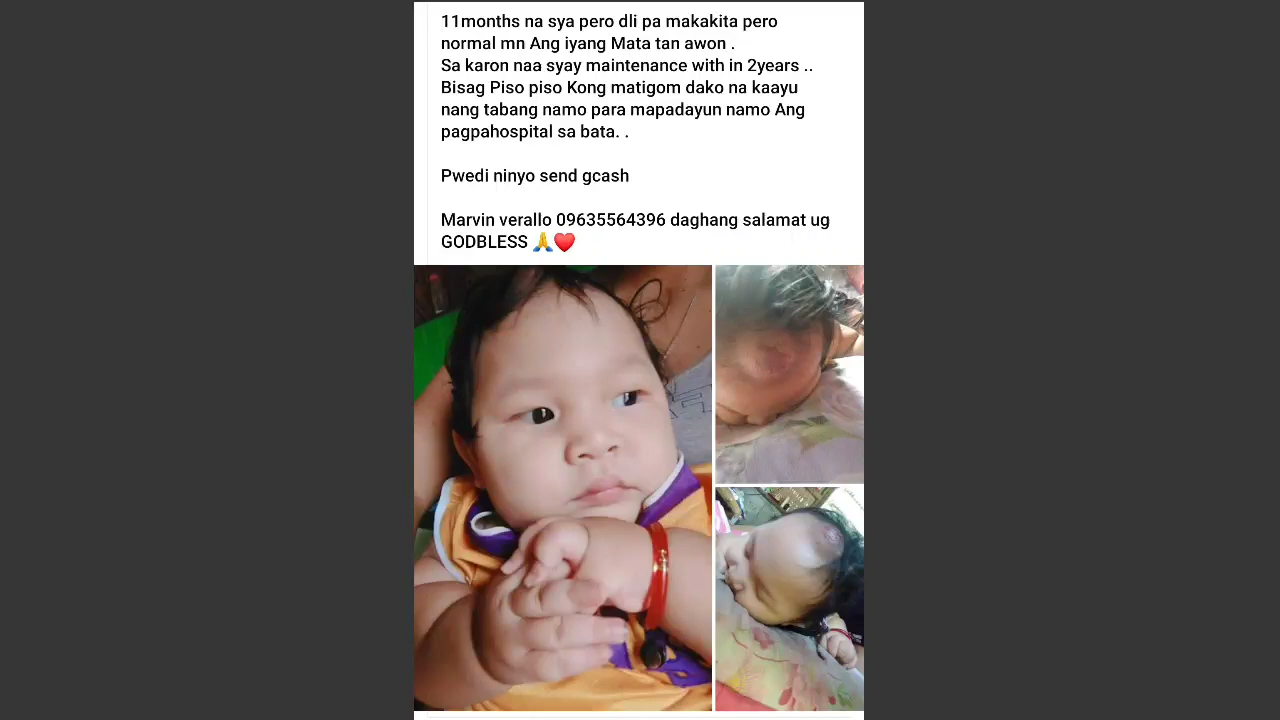 11months na sya pero dli pa makakita pero
normal mn Ang iyang Mata tan awon .
Sa karon naa syay maintenance with in 2years ..
Bisag Piso piso Kong matigom dako na kaayu
nang tabang namo para mapadayun namo Ang
pagpahospital sa bata. .
Pwedi ninyo send gcash
Marvin verallo 09635564396 daghang salamat ug
GODBLESS 🙏♥️